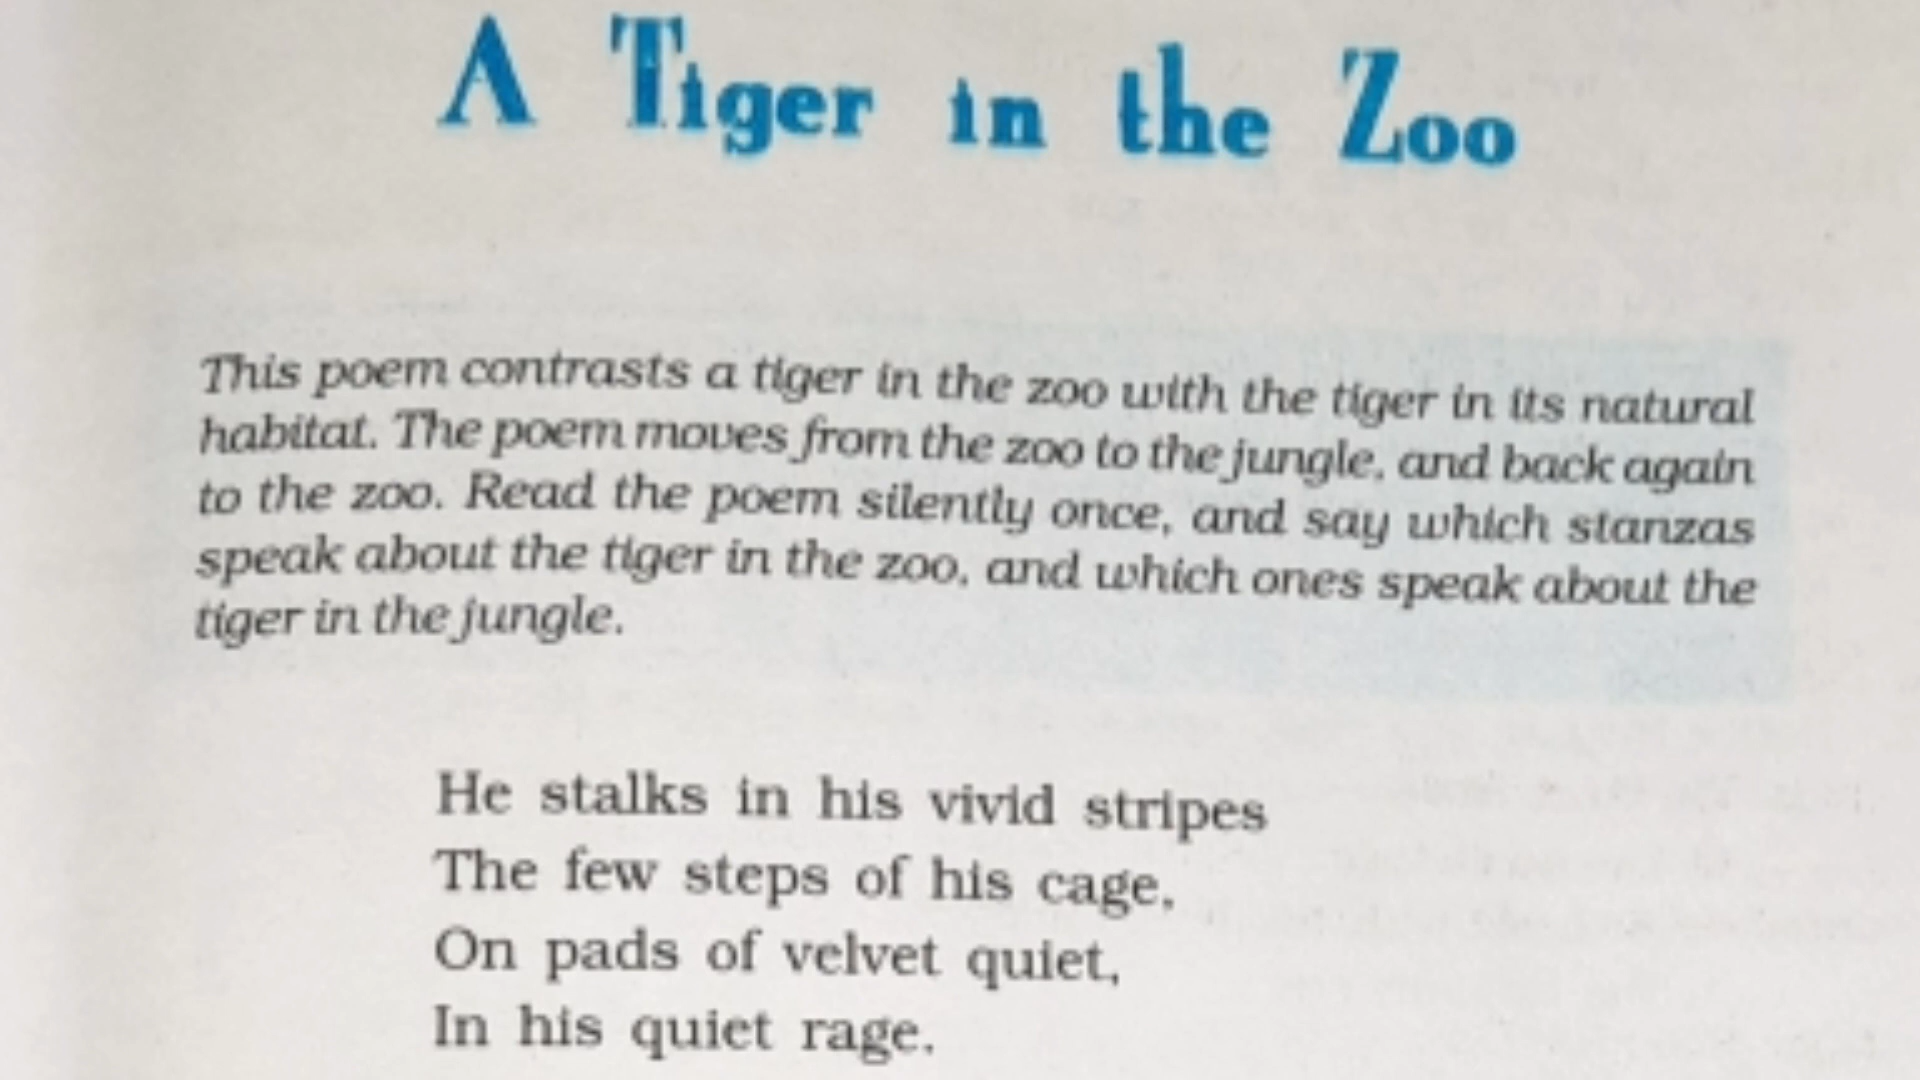 A Tiger in the Zoo
This poem contrasts a tiger in the zoo with the tiger in its natural
habitat. The poem moves from the zoo to the jungle, and back again
to the zoo. Read the poem silently once, and say which stanzas
speak about the tiger in the zoo, and which ones speak about the
tiger in the jungle.
He stalks in his vivid stripes
The few steps of his cage,
On pads of velvet quiet,
In his quiet rage.